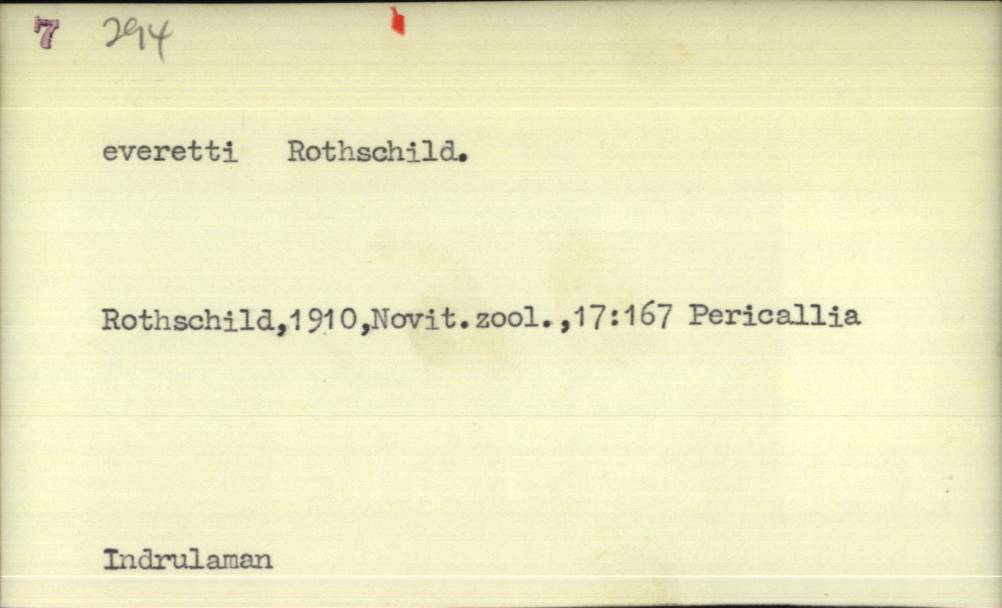 7 294
everetti Rothschild.
Rothschild,1910,Novit.zool.,17:167 Pericallia
Indrulaman